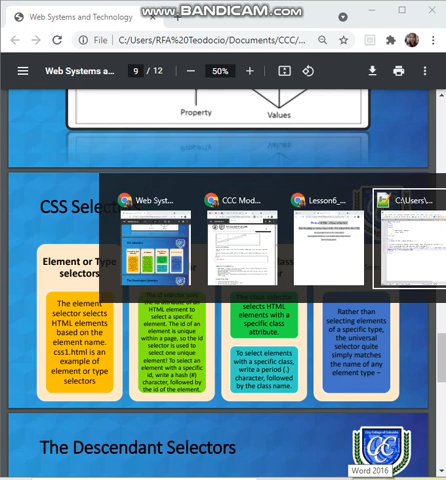 www.BANDICAM.com
Web Systems and Technology
C:/Users/RFA%20Teodocio/Documents/CCC/
Web Systems a...
9 / 12
50%
Property
Values
CSS Selec
Web Syst...
CCC Mod...
Lesson6_...
C:\Users\...
Element or Type
selectors
The element
selector selects
HTML elements
based on the
element name.
css1.html is an
example of
element or type
selectors
HTML element to
select a specific
element. The id of an
element is unique
within a page, so the
id selector is used to
select one unique
element! To select an
element with a specific
id, write a hash (#)
character, followed by
the id of the element.
selects HTML
elements with a
specific class
attribute.
To select elements
with a specific class,
write a period (.)
character, followed
by the class name.
Rather than
selecting elements
of a specific type,
the universal
selector quite
simply matches
the name of any
element type –
The Descendant Selectors
CCC
Word 2016